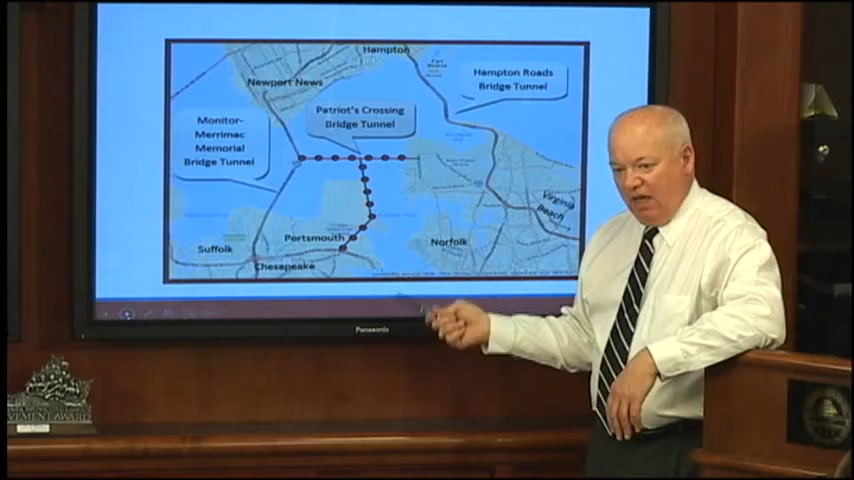 Hampton
Newport News
Hampton Roads
Bridge Tunnel
Patriot's Crossing
Bridge Tunnel
Monitor-
Merrimac
Memorial
Bridge Tunnel
Virginia
Beach
Suffolk
Portsmouth
Norfolk
Chesapeake
Panasonic